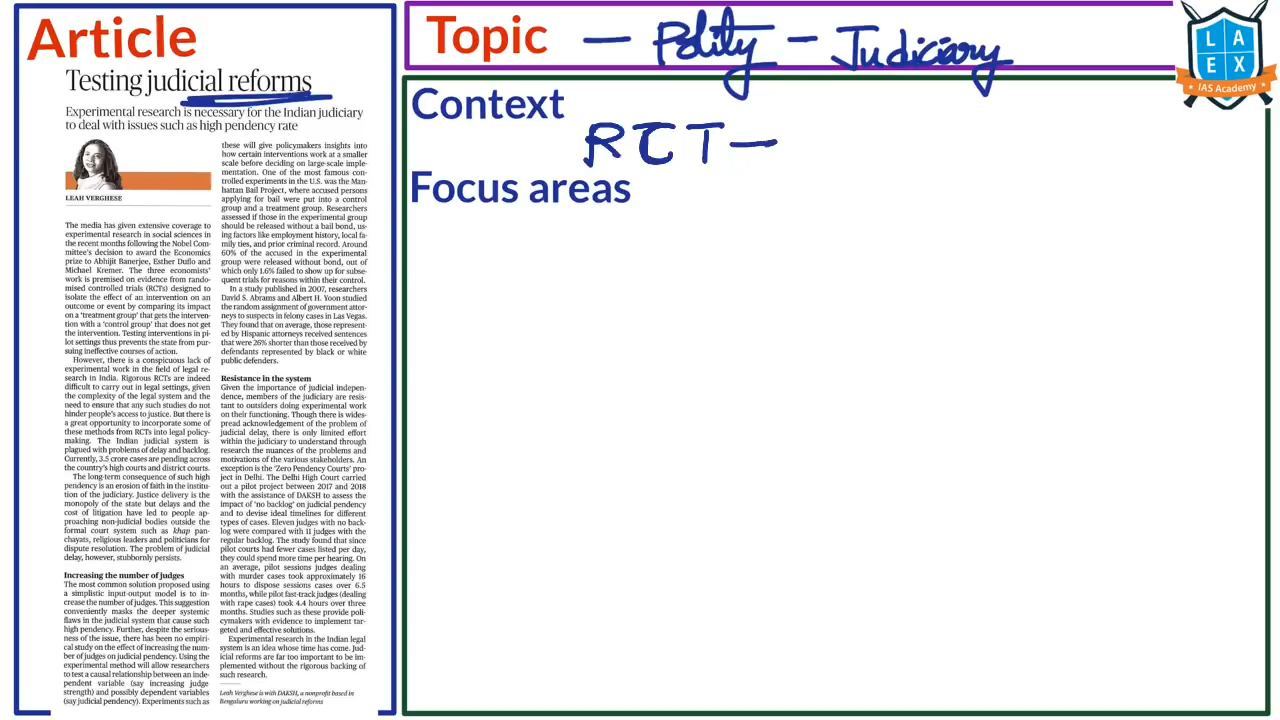 Article
Testing judicial reforms
Experimental research is necessary for the Indian judiciary
to deal with issues such as high pendency rate
LEAH VERGHESE
The media has given extensive coverage to
experimental research in social sciences in
the recent months following the Nobel Com-
mittee's decision to award the Economics
prize to Abhijit Banerjee, Esther Duflo and
Michael Kremer. The three economists'
work is premised on evidence from rando-
mised controlled trials (RCTs) designed to
isolate the effect of an intervention on an
outcome or event by comparing its impact
on a 'treatment group' that gets the interven-
tion with a 'control group' that does not get
the intervention. Testing interventions in pi-
lot settings thus prevents the state from pur-
suing ineffective courses of action.
However, there is a conspicuous lack of
experimental work in the field of legal re-
search in India. Rigorous RCTs are indeed
difficult to carry out in legal settings, given
the complexity of the legal system and the
need to ensure that any such studies do not
hinder people's access to justice. But there is
a great opportunity to incorporate some of
these methods from RCTs into legal policy-
making. The Indian judicial system is
plagued with problems of delay and backlog.
Currently, 3.5 crore cases are pending across
the country's high courts and district courts.
The long-term consequence of such high
pendency is an erosion of faith in the institu-
tion of the judiciary. Justice delivery is the
monopoly of the state but delays and the
cost of litigation have led to people ap-
proaching non-judicial bodies outside the
formal court system such as khap pan-
chayats, religious leaders and politicians for
dispute resolution. The problem of judicial
delay, however, stubbornly persists.
Increasing the number of judges
The most common solution proposed using
a simplistic input-output model is to in-
crease the number of judges. This suggestion
conveniently masks the deeper systemic
flaws in the judicial system that cause such
high pendency. Further, despite the serious-
ness of the issue, there has been no empiri-
cal study on the effect of increasing the num-
ber of judges on judicial pendency. Using the
experimental method will allow researchers
to test a causal relationship between an inde-
pendent variable (say increasing judge
strength) and possibly dependent variables
(say judicial pendency). Experiments such as
these will give policymakers insights into
how certain interventions work at a smaller
scale before deciding on large-scale imple-
mentation. One of the most famous con-
trolled experiments in the U.S. was the Man-
hattan Bail Project, where accused persons
applying for bail were put into a control
group and a treatment group. Researchers
assessed if those in the experimental group
should be released without a bail bond, us-
ing factors like employment history, local fa-
mily ties, and prior criminal record. Around
60% of the accused in the experimental
group were released without bail, out of
which only 1.6% failed to show up for subse-
quent trials for reasons within their control.
In a study published in 2007, researchers
David S. Abrams and Albert H. Yoon studied
the random assignment of government attor-
neys to suspects in felony cases in Las Vegas.
They found that on average, those represent-
ed by Hispanic attorneys received sentences
that were 26% shorter than those received by
defendants represented by black or white
public defenders.
Resistance in the system
Given the importance of judicial indepen-
dence, members of the judiciary are resis-
tant to outsiders doing experimental work
on their functioning. Though there is wides-
pread acknowledgement of the problem of
judicial delay, there is only limited effort
within the judiciary to understand through
research the nuances of the problems and
motivations of the various stakeholders. An
exception is the 'Zero Pendency Courts' pro-
ject in Delhi. The Delhi High Court carried
out a pilot project between 2017 and 2018
with the assistance of DAKSH to assess the
impact of 'no backlog' on judicial pendency
and to devise ideal timelines for different
types of cases. Eleven judges with no back-
log were compared with 11 judges with the
regular backlog. The study found that since
pilot courts had fewer cases listed per day,
they could spend more time per hearing. On
an average, pilot sessions judges dealing
with murder cases took approximately 16
hours to dispose sessions cases over 6.5
months, while pilot fast-track judges (dealing
with rape cases) took 4.4 hours over three
months. Studies such as these provide poli-
cymakers with evidence to implement tar-
geted and effective solutions.
Experimental research in the Indian legal
system is an idea whose time has come. Jud-
icial reforms are far too important to be im-
plemented without the rigorous backing of
such research.
Leah Verghese is with DAKSH, a nonprofit based in
Bengaluru working on judicial reforms
Topic — Polity — Judiciary
Context
RCT —
Focus areas
L A
E X
IAS Academy